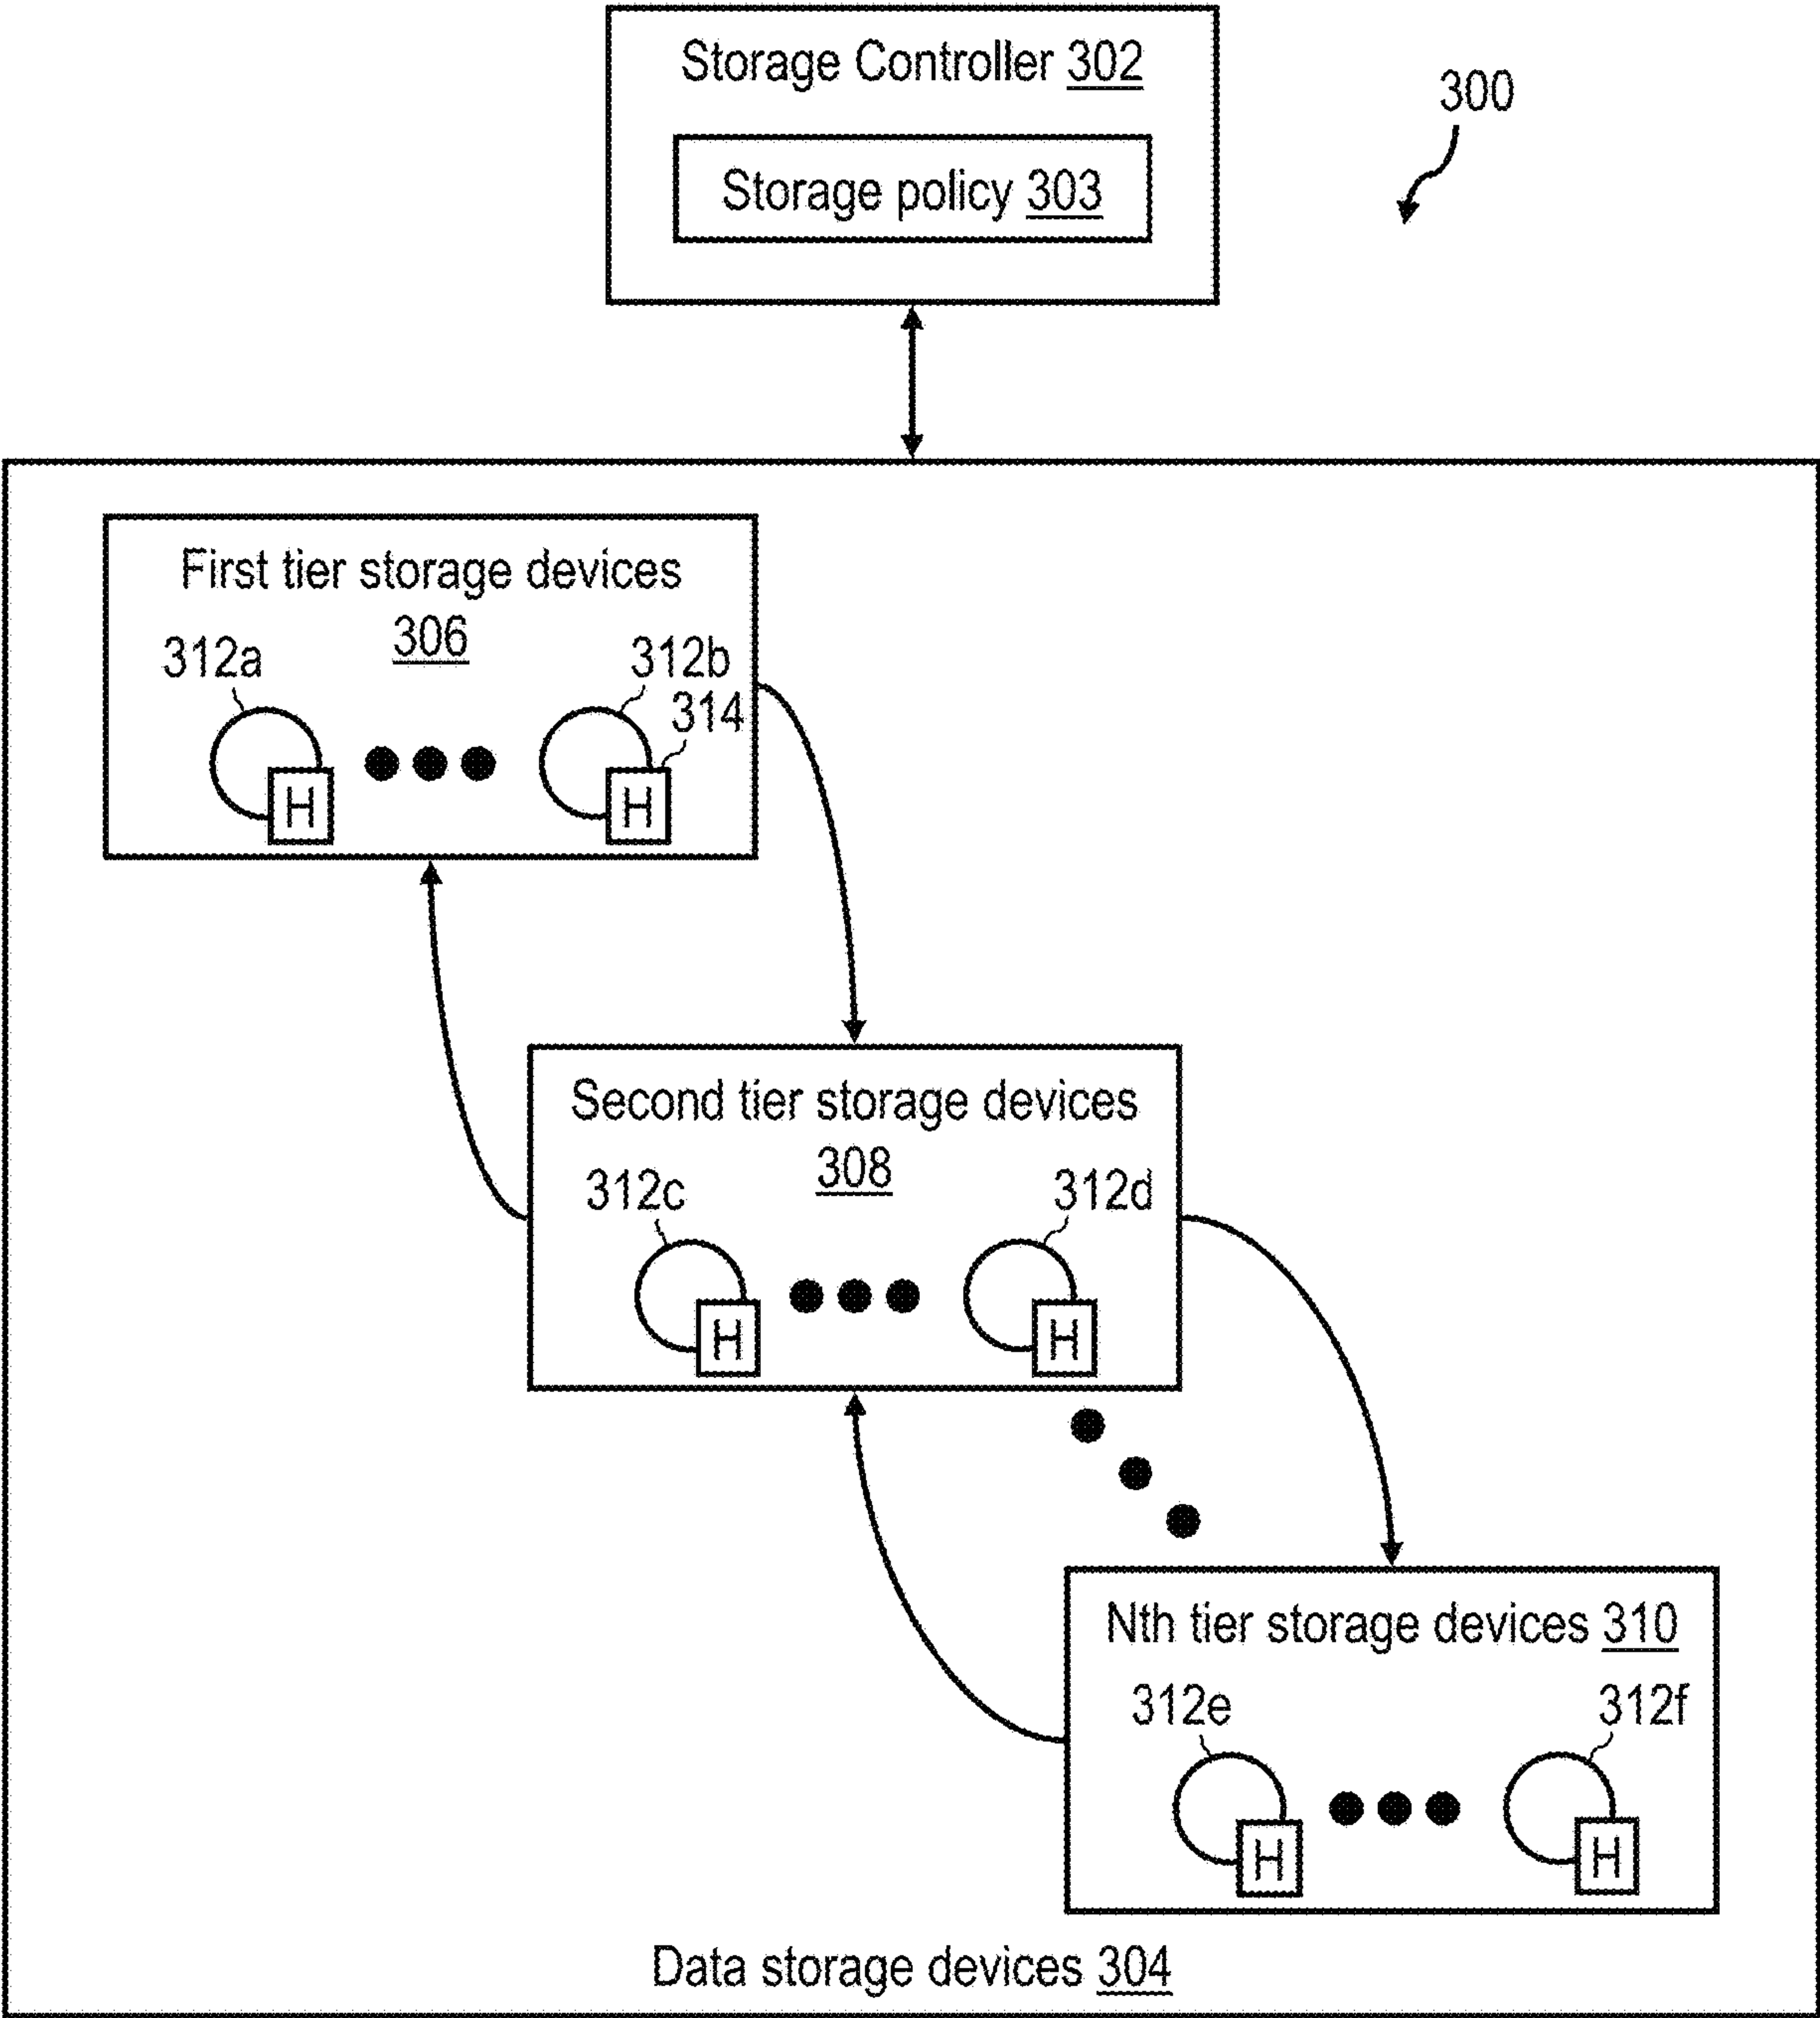 Storage Controller 302
300
Storage policy 303
First tier storage devices
306
312a
312b
314
H
H
Second tier storage devices
308
312c
312d
H
H
Nth tier storage devices 310
312e
312f
H
H
Data storage devices 304